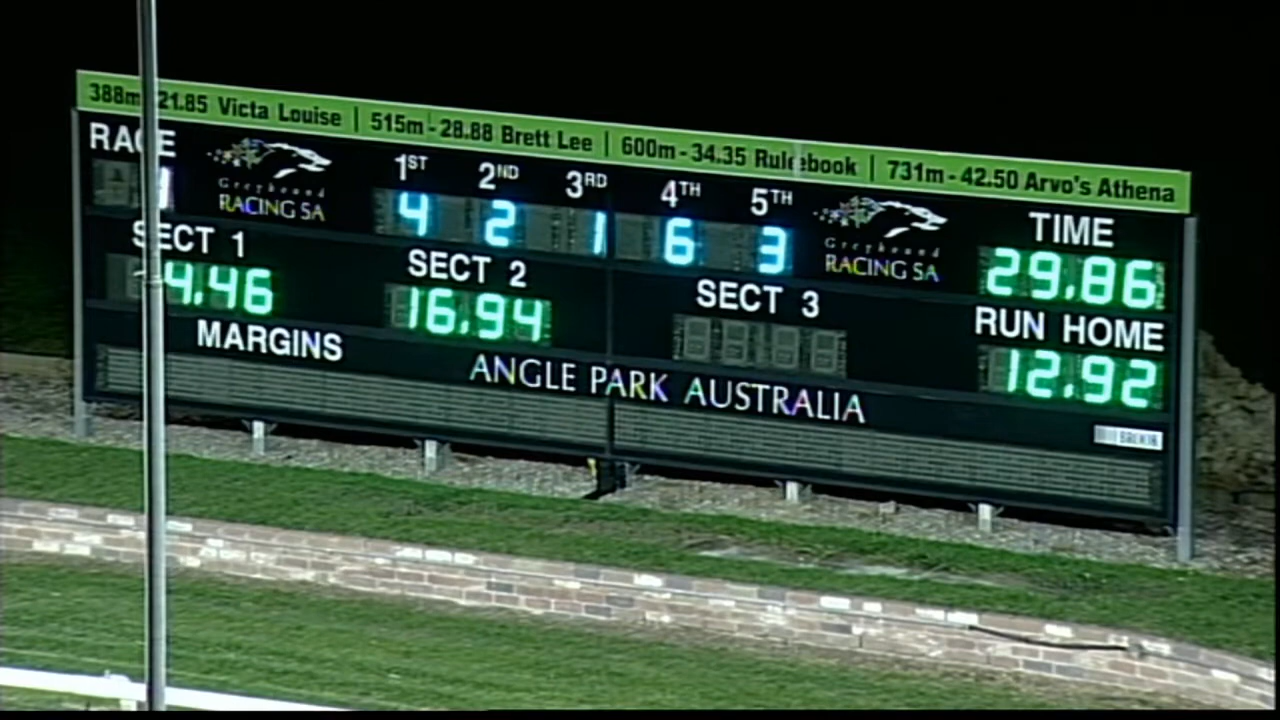 388m 21.85 Victa Louise | 515m - 28.88 Brett Lee | 600m - 34.35 Rulebook | 731m - 42.50 Arvo's Athena
RACE 1ST 2ND 3RD 4TH 5TH TIME
1 Greyhound RACING SA 4 2 1 6 3 Greyhound RACING SA 29.86
SECT 1 SECT 2 SECT 3 RUN HOME
4.46 16.94 12.92
MARGINS
ANGLE PARK AUSTRALIA